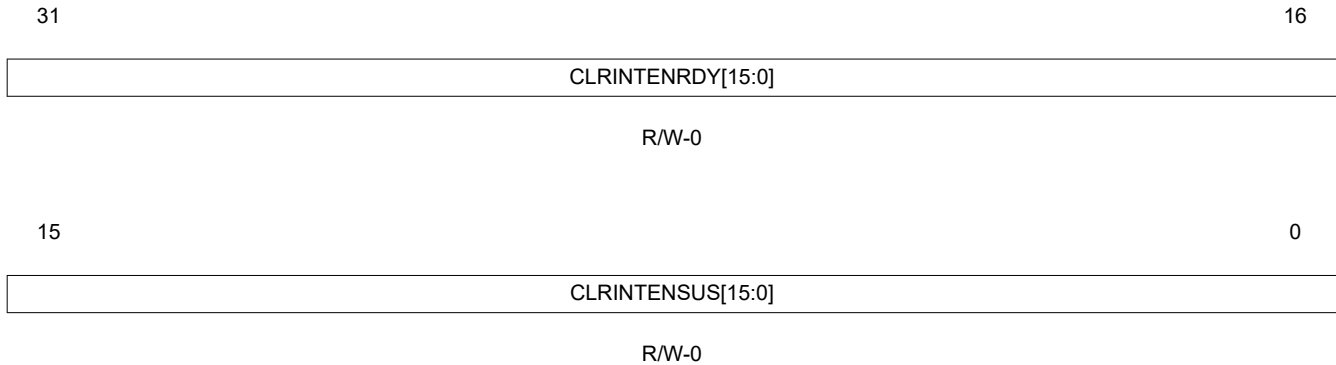 31 16
CLRINTENRDY[15:0]
R/W-0
15 0
CLRINTENSUS[15:0]
R/W-0